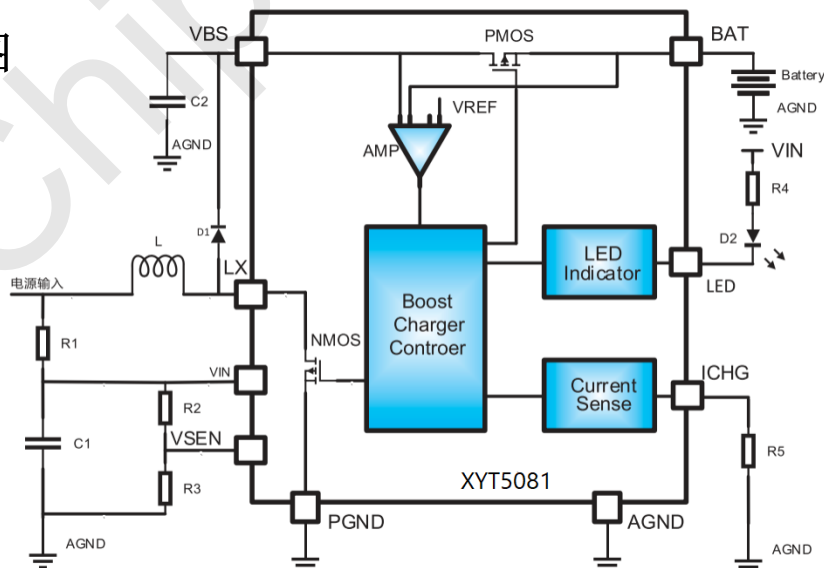 VBS
PMOS
BAT
C2
AGND
VREF
AMP
Battery
AGND
VIN
R4
D1
D2
L
LX
LED
Indicator
LED
电源输入
Boost
Charger
Controer
NMOS
R1
VIN
ICHG
Current
Sense
R2
C1
VSEN
R5
R3
XYT5081
PGND
AGND
AGND
AGND
chip